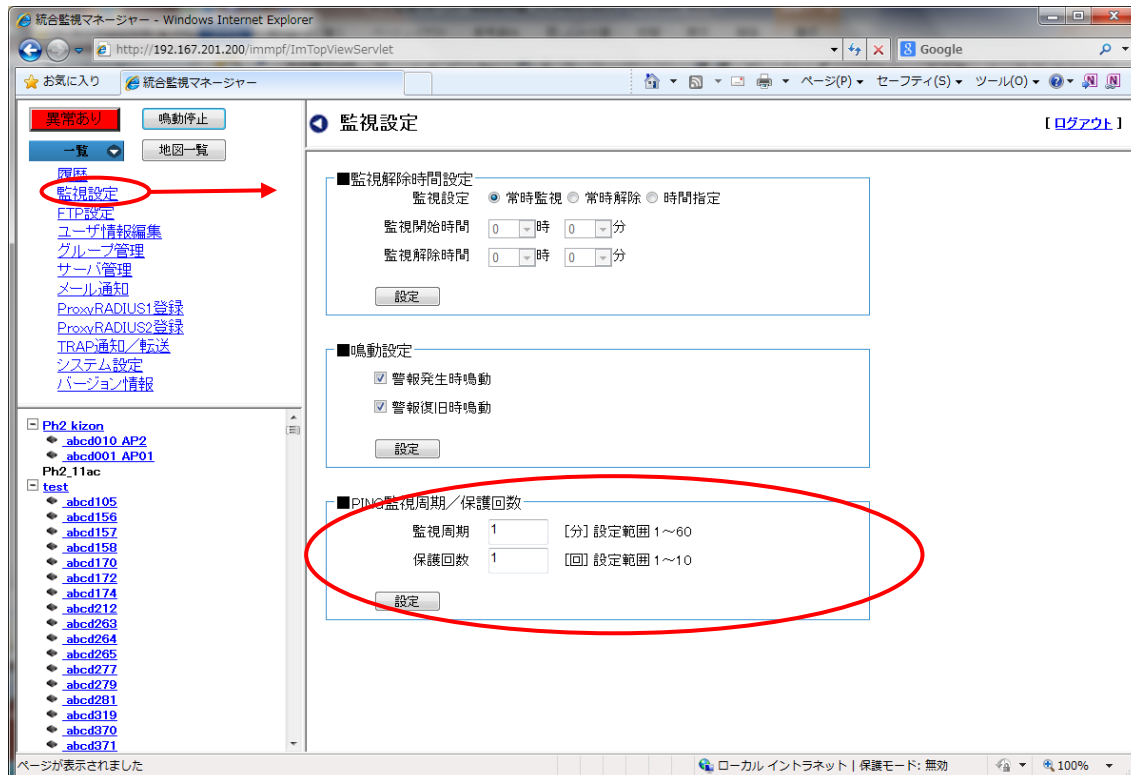 統合監視マネージャー - Windows Internet Explorer
http://192.167.201.200/immpf/ImTopViewServlet
Google
お気に入り
統合監視マネージャー
ページ(P)
セーフティ(S)
ツール(O)
異常あり
鳴動停止
一覧
地図一覧
履歴
監視設定
FTP設定
ユーザ情報編集
グループ管理
サーバ管理
メール通知
ProxyRADIUS1登録
ProxyRADIUS2登録
TRAP通知／転送
システム設定
バージョン情報
Ph2_kizon
abcd010_AP2
abcd001_AP01
Ph2_11ac
test
abcd105
abcd156
abcd157
abcd158
abcd170
abcd172
abcd174
abcd212
abcd263
abcd264
abcd265
abcd277
abcd279
abcd281
abcd319
abcd370
abcd371
監視設定
[ ログアウト ]
■監視解除時間設定
監視設定 常時監視 常時解除 時間指定
監視開始時間 0 時 0 分
監視解除時間 0 時 0 分
設定
■鳴動設定
警報発生時鳴動
警報復旧時鳴動
設定
■PING監視周期／保護回数
監視周期 1 [分] 設定範囲 1～60
保護回数 1 [回] 設定範囲 1～10
設定
ページが表示されました
ローカル イントラネット | 保護モード: 無効
100%